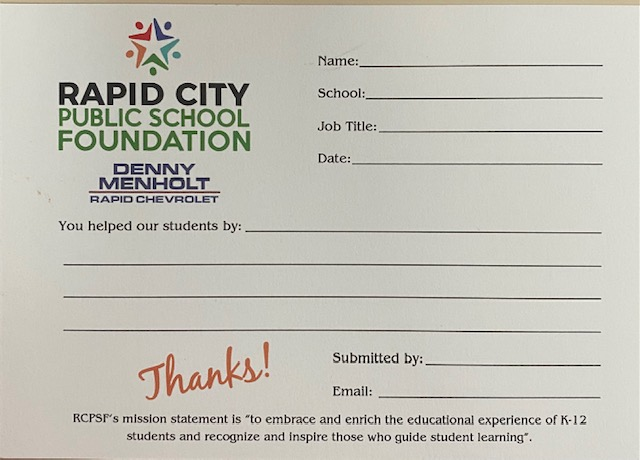 RAPID CITY
PUBLIC SCHOOL
FOUNDATION
DENNY
MENHOLT
RAPID CHEVROLET
Name:
School:
Job Title:
Date:
You helped our students by:
Thanks!
Submitted by:
Email:
RCPSF's mission statement is "to embrace and enrich the educational experience of K-12
students and recognize and inspire those who guide student learning".